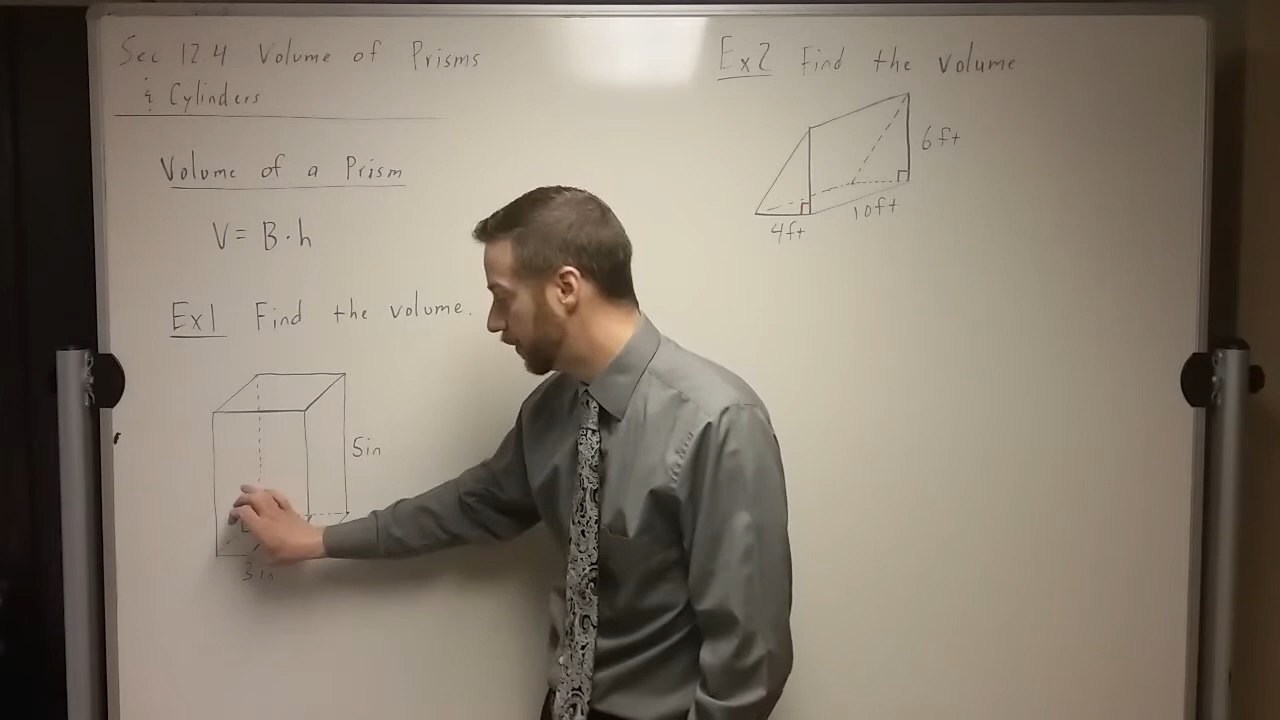 Sec 12.4 Volume of Prisms
& Cylinders
Volume of a Prism
V = B · h
Ex1 Find the volume.
5in
3in
Ex2 Find the volume
6ft
10ft
4ft